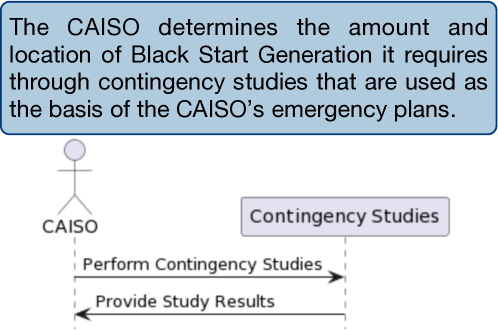 The CAISO determines the amount and
location of Black Start Generation it requires
through contingency studies that are used as
the basis of the CAISO's emergency plans.
CAISO
Contingency Studies
Perform Contingency Studies
Provide Study Results